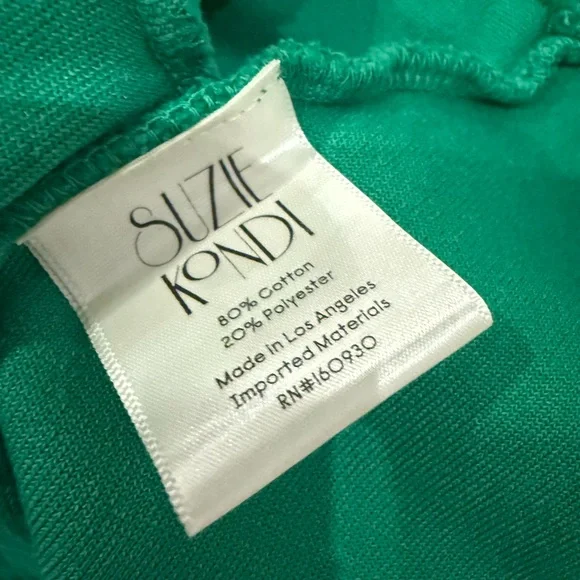 SUZIE
KONDI
80% Cotton
20% Polyester
Made in Los Angeles
Imported Materials
RN#160930